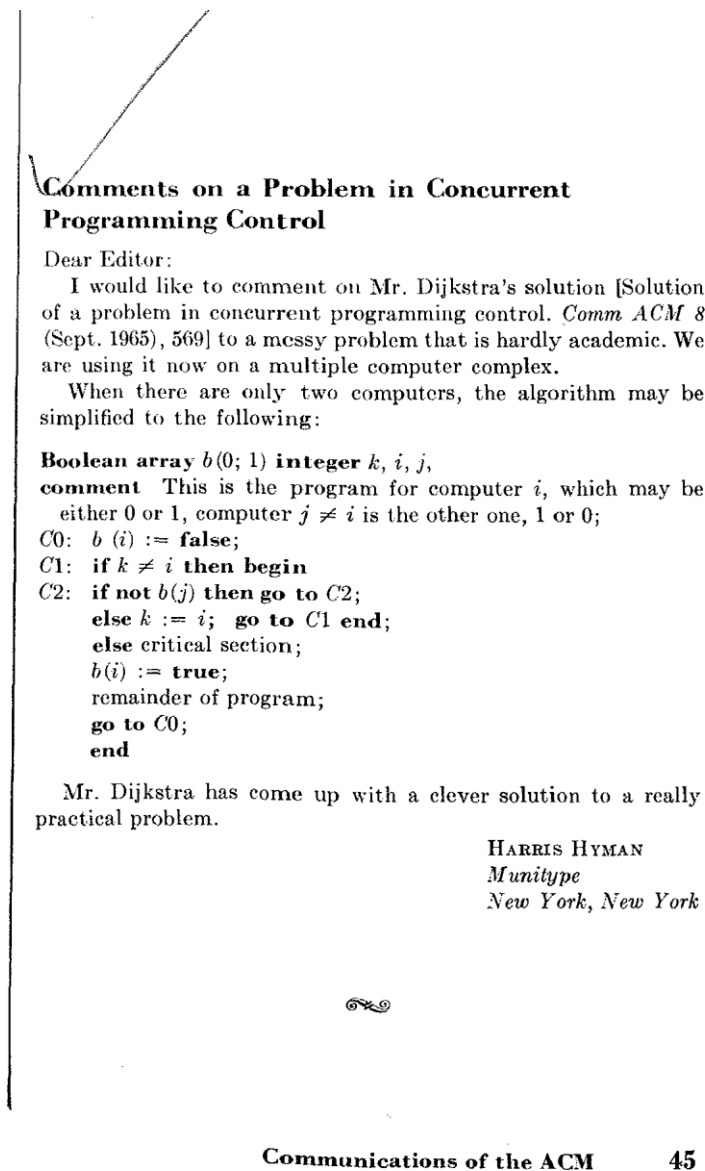 Comments on a Problem in Concurrent
Programming Control
Dear Editor:
I would like to comment on Mr. Dijkstra's solution [Solution
of a problem in concurrent programming control. Comm ACM 8
(Sept. 1965), 569] to a messy problem that is hardly academic. We
are using it now on a multiple computer complex.
When there are only two computers, the algorithm may be
simplified to the following:
Boolean array b(0; 1) integer k, i, j,
comment This is the program for computer i, which may be
either 0 or 1, computer j ≠ i is the other one, 1 or 0;
C0: b (i) := false;
C1: if k ≠ i then begin
C2: if not b(j) then go to C2;
else k := i; go to C1 end;
else critical section;
b(i) := true;
remainder of program;
go to C0;
end
Mr. Dijkstra has come up with a clever solution to a really
practical problem.
HARRIS HYMAN
Munitype
New York, New York
Communications of the ACM 45